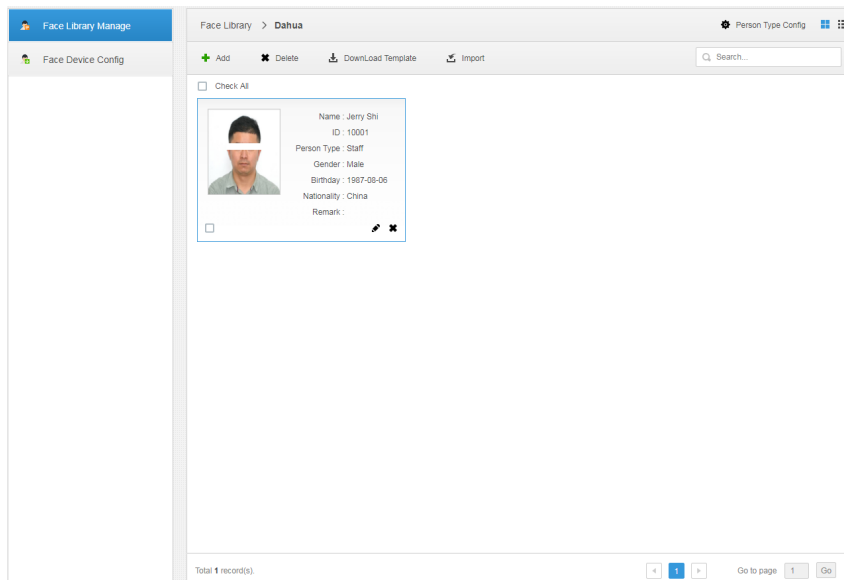 Face Library Manage
Face Device Config
Face Library > Dahua
Person Type Config
Add Delete DownLoad Template Import
Search...
Check All
Name : Jerry Shi
ID : 10001
Person Type : Staff
Gender : Male
Birthday : 1987-08-06
Nationality : China
Remark :
Total 1 record(s).
1
Go to page 1 Go